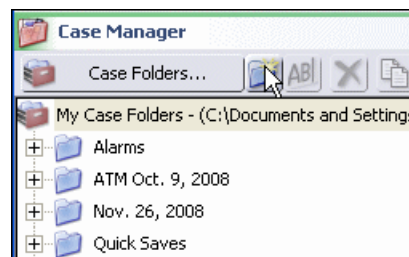 Case Manager
Case Folders...
AB
My Case Folders - (C:\Documents and Settings
Alarms
ATM Oct. 9, 2008
Nov. 26, 2008
Quick Saves